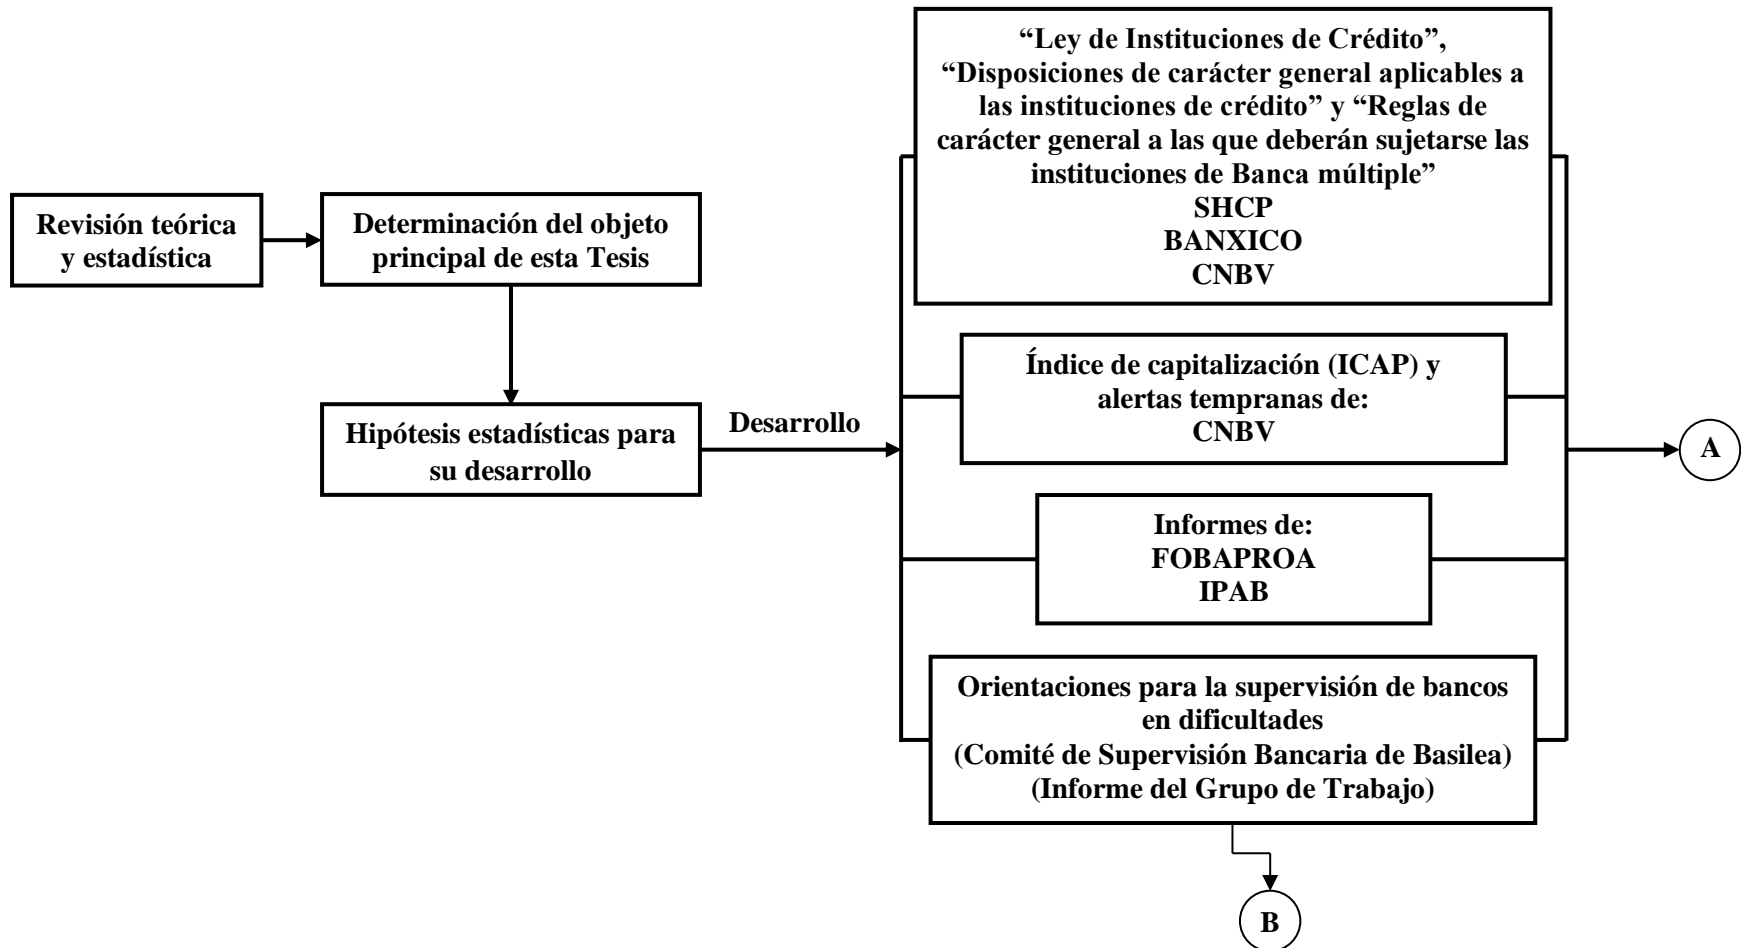 Revisión teórica
y estadística
Determinación del objeto
principal de esta Tesis
Hipótesis estadísticas para
su desarrollo
Desarrollo
“Ley de Instituciones de Crédito”,
“Disposiciones de carácter general aplicables a
las instituciones de crédito” y “Reglas de
carácter general a las que deberán sujetarse las
instituciones de Banca múltiple”
SHCP
BANXICO
CNBV
Índice de capitalización (ICAP) y
alertas tempranas de:
CNBV
Informes de:
FOBAPROA
IPAB
Orientaciones para la supervisión de bancos
en dificultades
(Comité de Supervisión Bancaria de Basilea)
(Informe del Grupo de Trabajo)
A
B